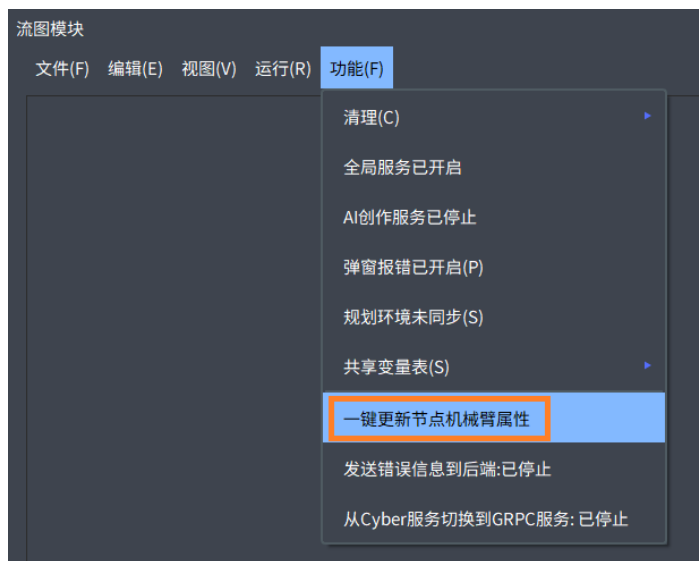 流图模块
文件(F) 编辑(E) 视图(V) 运行(R) 功能(F)
清理(C)
全局服务已开启
AI创作服务已停止
弹窗报错已开启(P)
规划环境未同步(S)
共享变量表(S)
一键更新节点机械臂属性
发送错误信息到后端:已停止
从Cyber服务切换到GRPC服务: 已停止